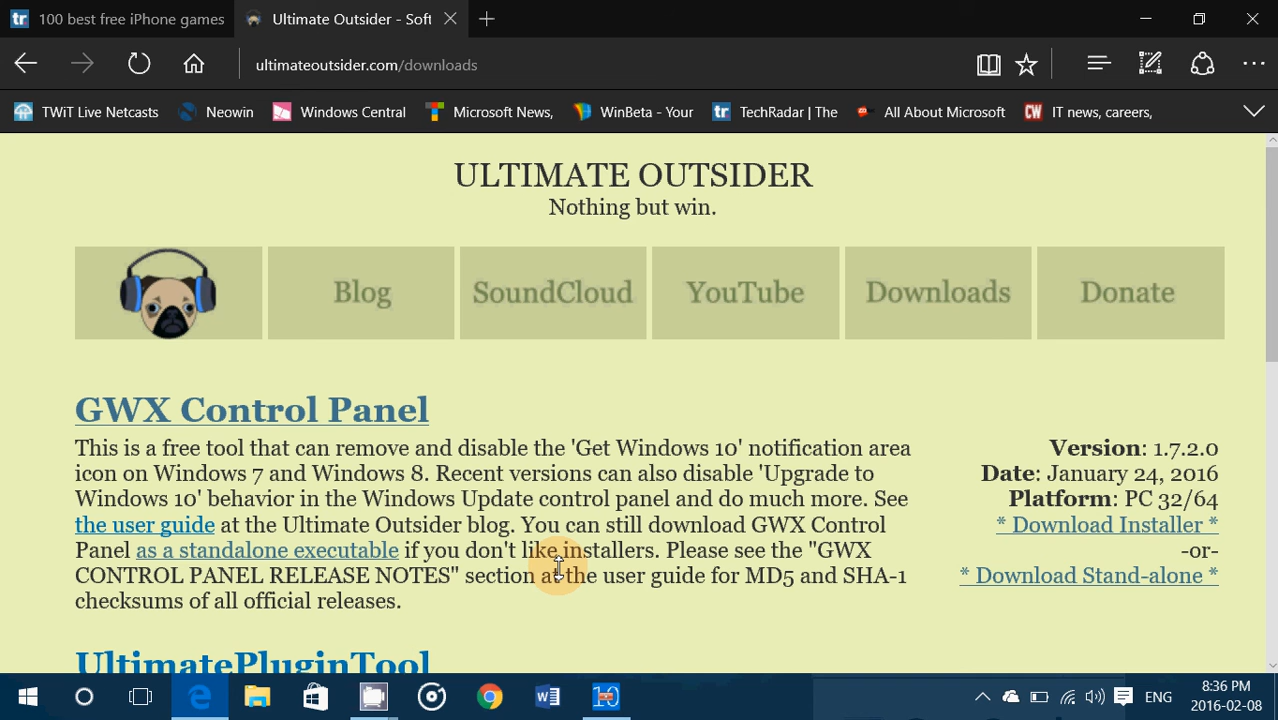 100 best free iPhone games
Ultimate Outsider - Soft
ultimateoutsider.com/downloads
TWiT Live Netcasts
Neowin
Windows Central
Microsoft News,
WinBeta - Your
tr
TechRadar | The
All About Microsoft
CW
IT news, careers,
ULTIMATE OUTSIDER
Nothing but win.
Blog
SoundCloud
YouTube
Downloads
Donate
GWX Control Panel
This is a free tool that can remove and disable the 'Get Windows 10' notification area
icon on Windows 7 and Windows 8. Recent versions can also disable 'Upgrade to
Windows 10' behavior in the Windows Update control panel and do much more. See
the user guide at the Ultimate Outsider blog. You can still download GWX Control
Panel as a standalone executable if you don't like installers. Please see the "GWX
CONTROL PANEL RELEASE NOTES" section at the user guide for MD5 and SHA-1
checksums of all official releases.
Version: 1.7.2.0
Date: January 24, 2016
Platform: PC 32/64
* Download Installer *
-or-
* Download Stand-alone *
UltimatePluginTool
10
ENG
8:36 PM
2016-02-08